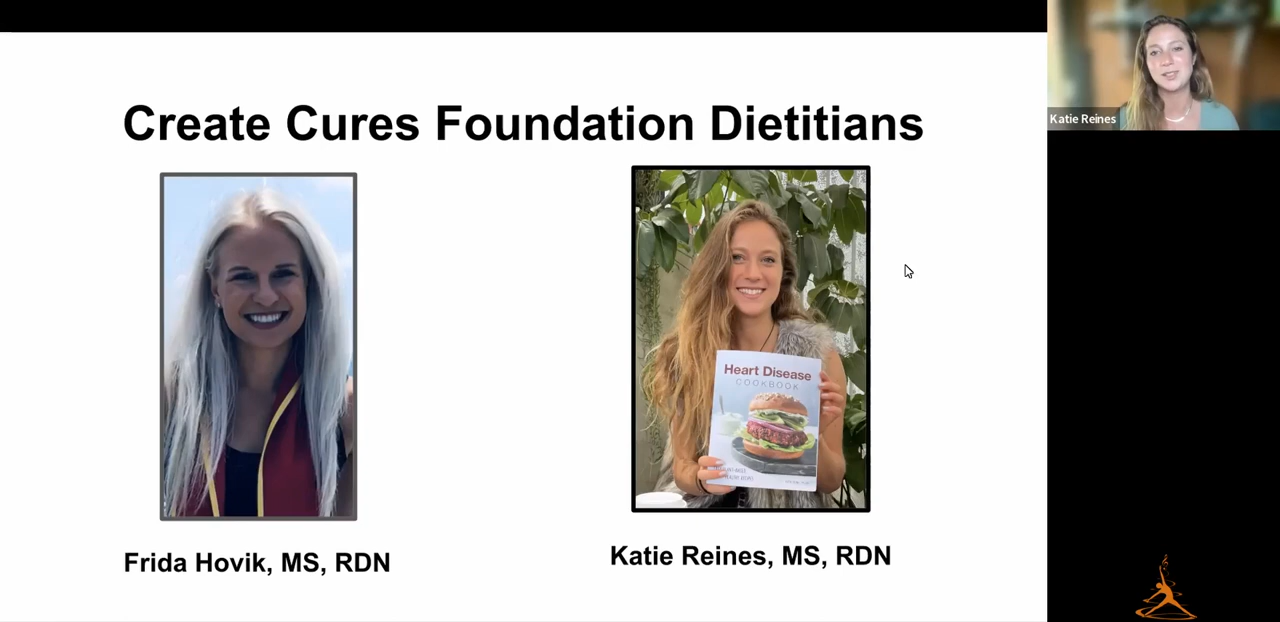 Create Cures Foundation Dietitians
Katie Reines
Heart Disease
COOKBOOK
Frida Hovik, MS, RDN
Katie Reines, MS, RDN